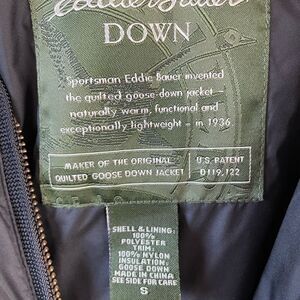 Eddie Bauer
DOWN
Sportsman Eddie Bauer invented
the quilted goose-down jacket –
naturally warm, functional and
exceptionally lightweight – in 1936.
MAKER OF THE ORIGINAL
QUILTED GOOSE DOWN JACKET
U.S. PATENT
D119,122
SHELL & LINING:
100%
POLYESTER
TRIM:
100% NYLON
INSULATION:
GOOSE DOWN
MADE IN CHINA
SEE SIDE FOR CARE
S